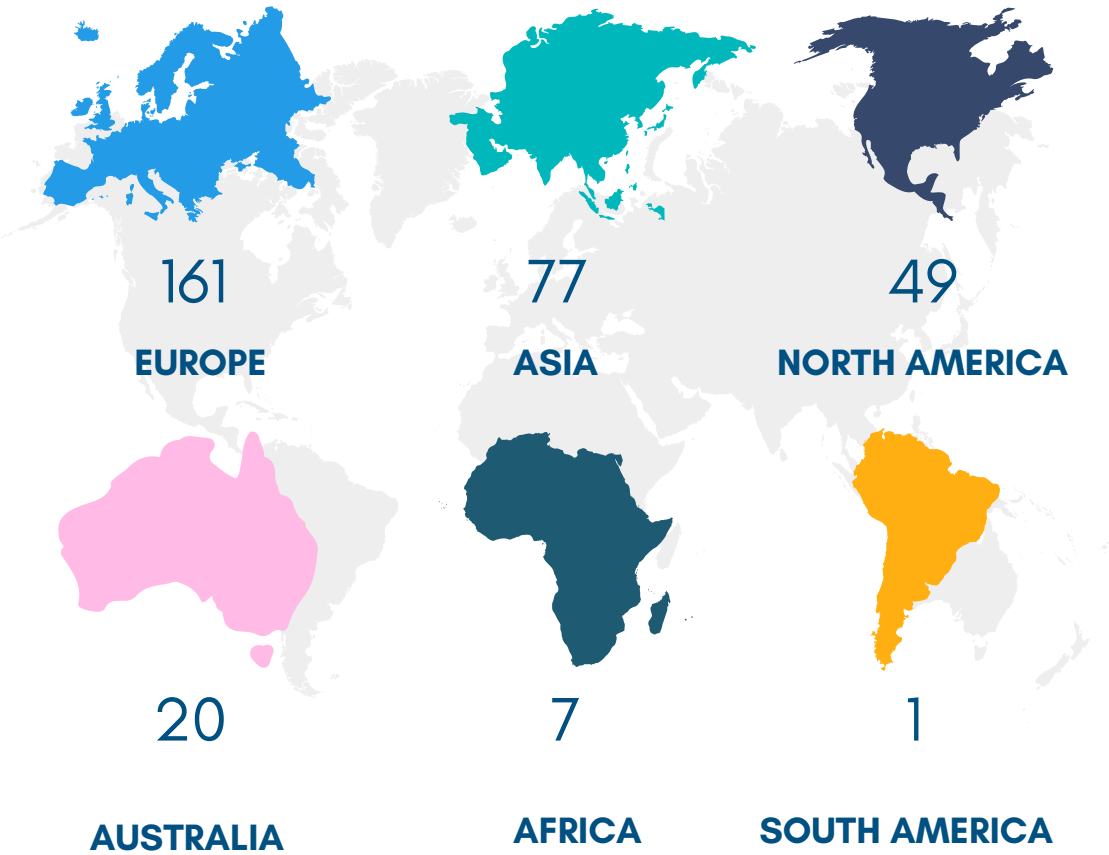 161
77
49
EUROPE
ASIA
NORTH AMERICA
20
7
1
AUSTRALIA
AFRICA
SOUTH AMERICA